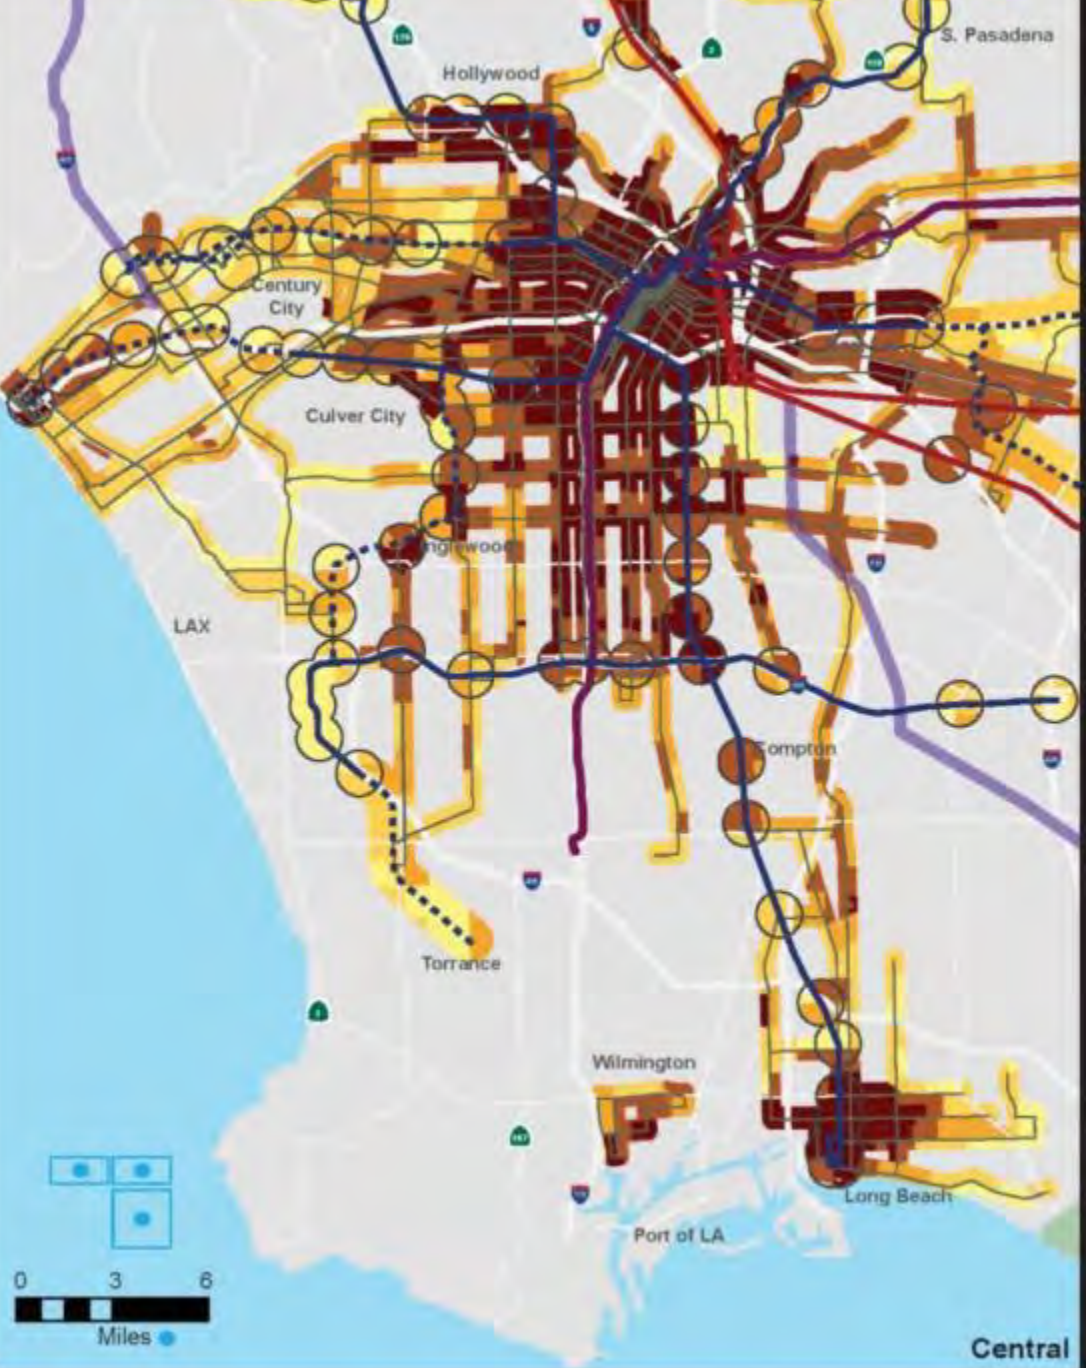 S. Pasadena
Hollywood
Century
City
Culver City
LAX
Compton
Torrance
Wilmington
Long Beach
Port of LA
0 3 6
Miles
Central